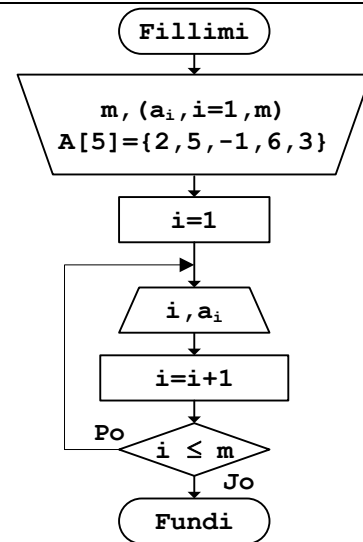 Fillimi
m,(aᵢ,i=1,m)
A[5]={2,5,-1,6,3}
i=1
i,aᵢ
i=i+1
Po
i ≤ m
Jo
Fundi